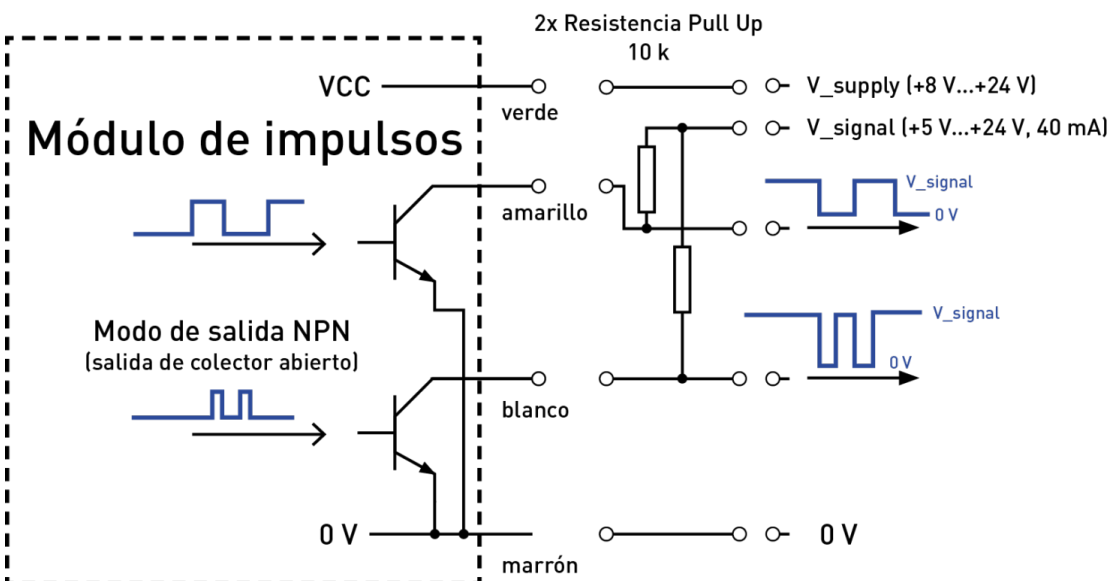 2x Resistencia Pull Up
10 k
VCC
verde
V_supply (+8 V...+24 V)
V_signal (+5 V...+24 V, 40 mA)
Módulo de impulsos
amarillo
V_signal
0 V
Modo de salida NPN
(salida de colector abierto)
V_signal
0 V
blanco
0 V
0 V
marrón